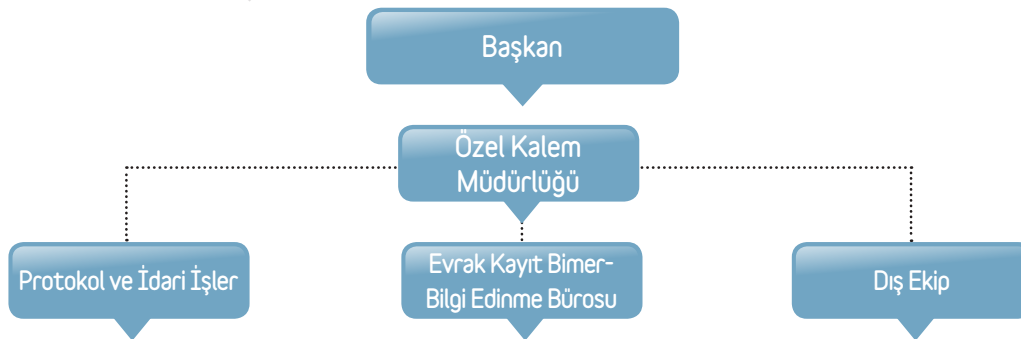 Başkan
Özel Kalem
Müdürlüğü
Protokol ve İdari İşler
Evrak Kayıt Bimer-
Bilgi Edinme Bürosu
Dış Ekip